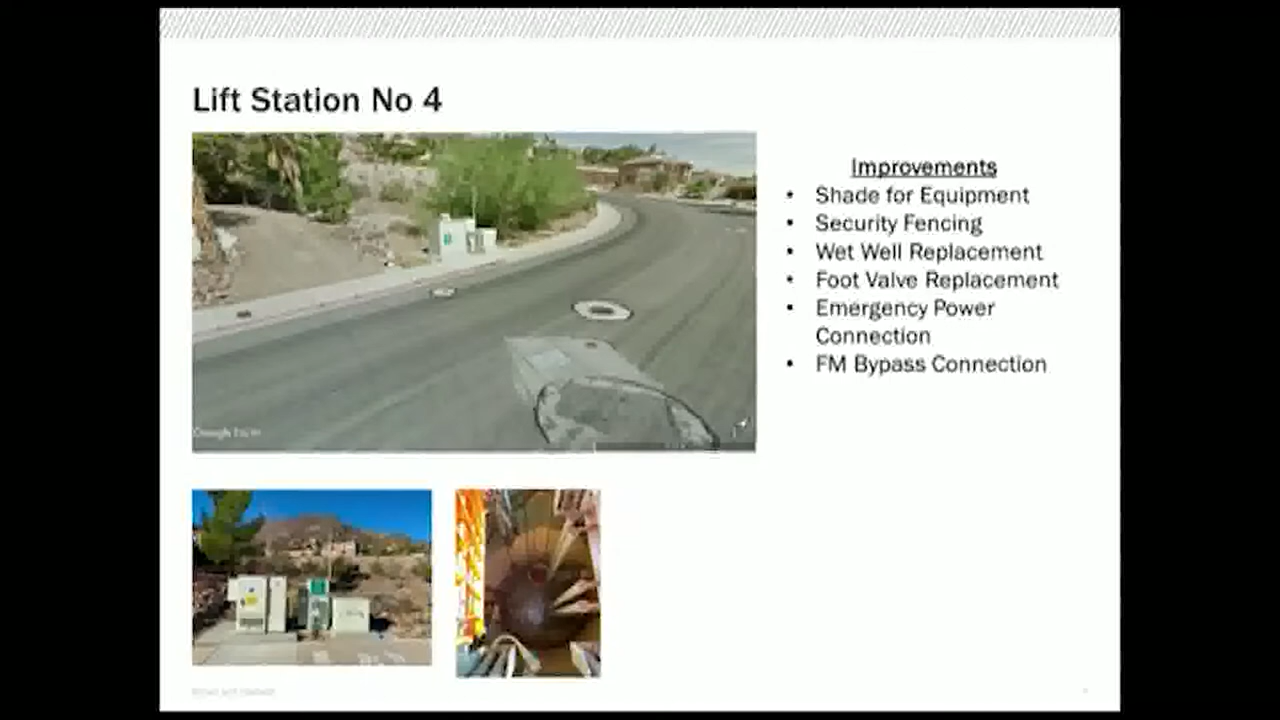 Lift Station No 4
Improvements
• Shade for Equipment
• Security Fencing
• Wet Well Replacement
• Foot Valve Replacement
• Emergency Power
Connection
• FM Bypass Connection